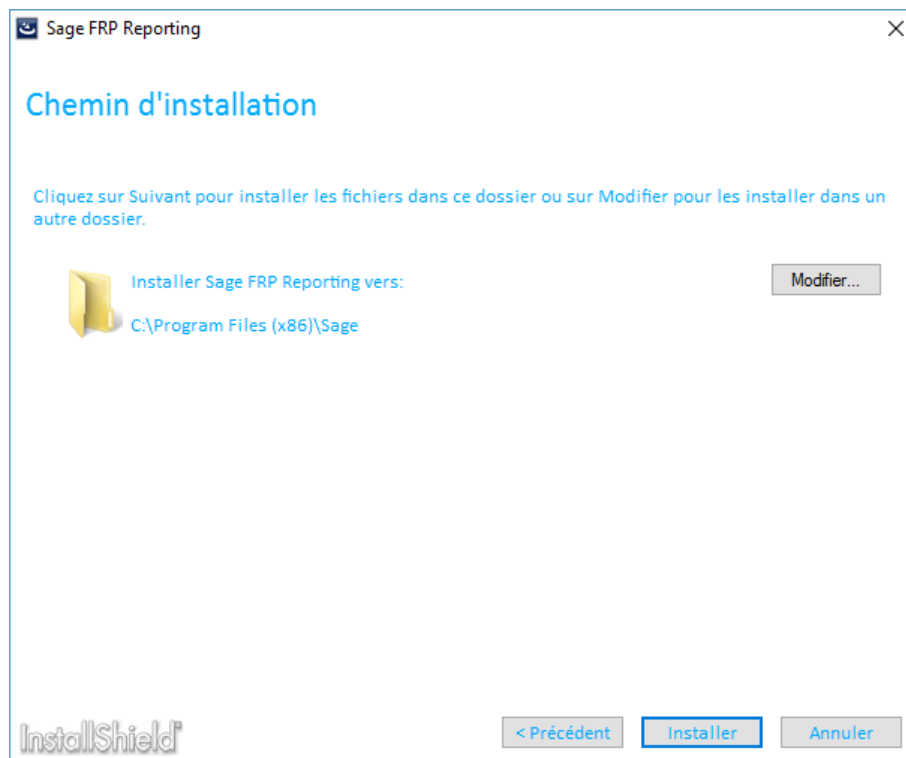 Sage FRP Reporting
Chemin d'installation
Cliquez sur Suivant pour installer les fichiers dans ce dossier ou sur Modifier pour les installer dans un
autre dossier.
Installer Sage FRP Reporting vers:
Modifier...
C:\Program Files (x86)\Sage
InstallShield
< Précédent
Installer
Annuler